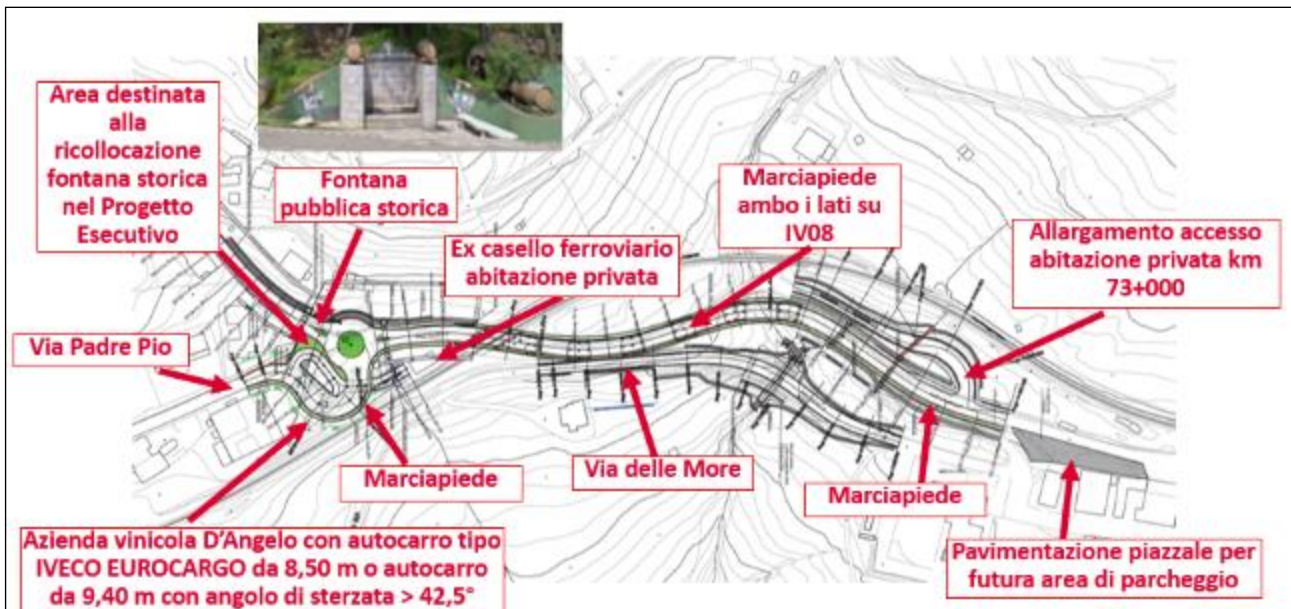 Area destinata
alla
ricollocazione
fontana storica
nel Progetto
Esecutivo
Fontana
pubblica storica
Ex casello ferroviario
abitazione privata
Marciapiede
ambo i lati su
IV08
Allargamento accesso
abitazione privata km
73+000
Via Padre Pio
Marciapiede
Via delle More
Marciapiede
Azienda vinicola D'Angelo con autocarro tipo
IVECO EUROCARGO da 8,50 m o autocarro
da 9,40 m con angolo di sterzata > 42,5°
Pavimentazione piazzale per
futura area di parcheggio